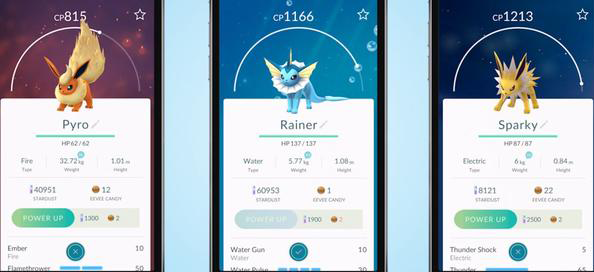 CP815
Pyro
HP 62 / 62
Fire
Type
32.72 kg
Weight
1.01 m
Height
40951
STARDUST
12
EEVEE CANDY
POWER UP
1300
2
Ember
Fire
10
Flamethrower
CP1166
Rainer
HP 137 / 137
Water
Type
5.77 kg
Weight
1.08 m
Height
60953
STARDUST
1
EEVEE CANDY
POWER UP
1900
2
Water Gun
Water
10
Water Pulse
CP1213
Sparky
HP 87 / 87
Electric
Type
6 kg
Weight
0.84 m
Height
8121
STARDUST
22
EEVEE CANDY
POWER UP
2500
2
Thunder Shock
Electric
5
65